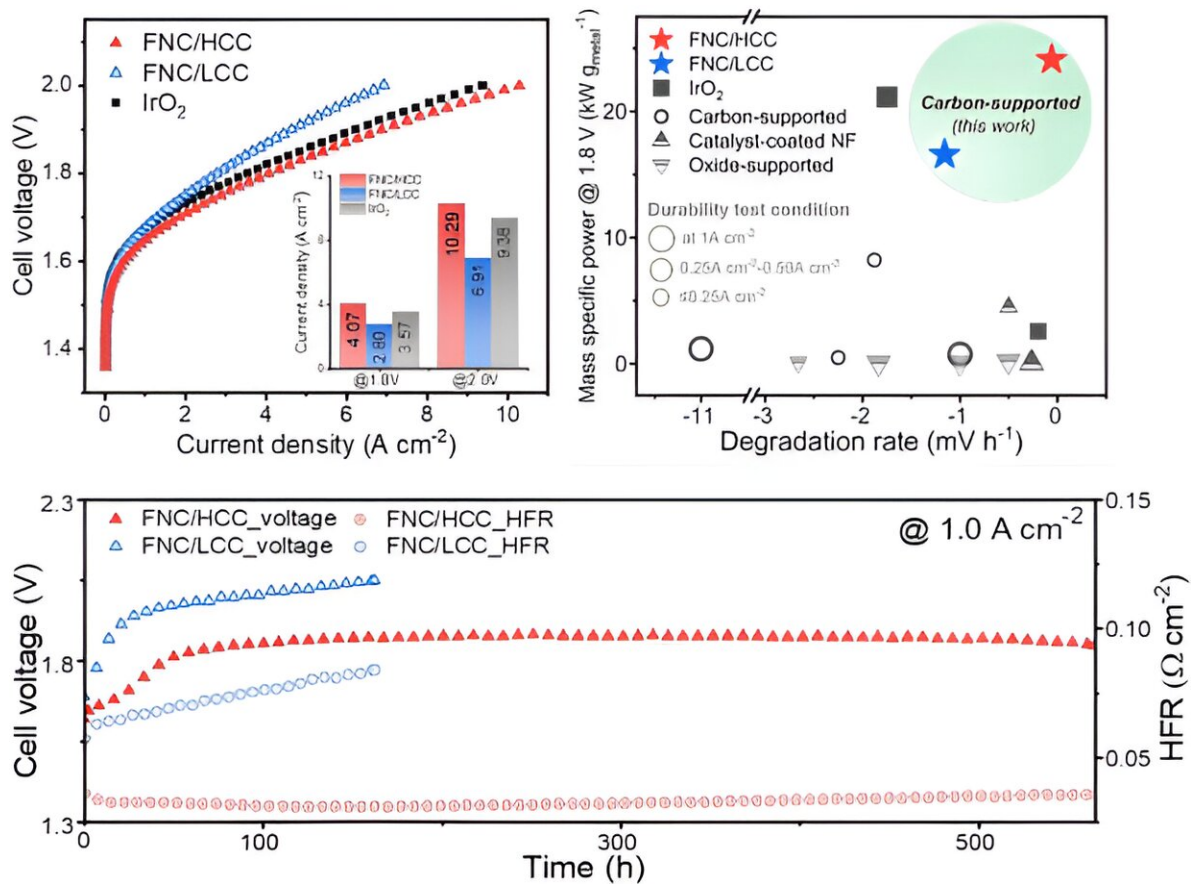 FNC/HCC
FNC/LCC
IrO₂
Cell voltage (V)
2.0
1.8
1.6
1.4
0 2 4 6 8 10
Current density (A cm⁻²)
Current density (A cm⁻²)
12
8
4
0
FNC/HCC
FNC/LCC
IrO₂
4.07
2.80
3.57
10.29
6.91
9.38
Mass specific power @ 1.8 V (kW g_metal⁻¹)
20
10
0
FNC/HCC
FNC/LCC
IrO₂
Carbon-supported
Catalyst-coated NF
Oxide-supported
Carbon-supported
(this work)
Durability test condition
-11 -3 -2 -1 0
Degradation rate (mV h⁻¹)
FNC/HCC_voltage
FNC/LCC_voltage
FNC/HCC_HFR
FNC/LCC_HFR
@ 1.0 A cm⁻²
Cell voltage (V)
2.3
1.8
1.3
0.15
0.10
0.05
HFR (Ω cm⁻²)
0 100 300 500
Time (h)